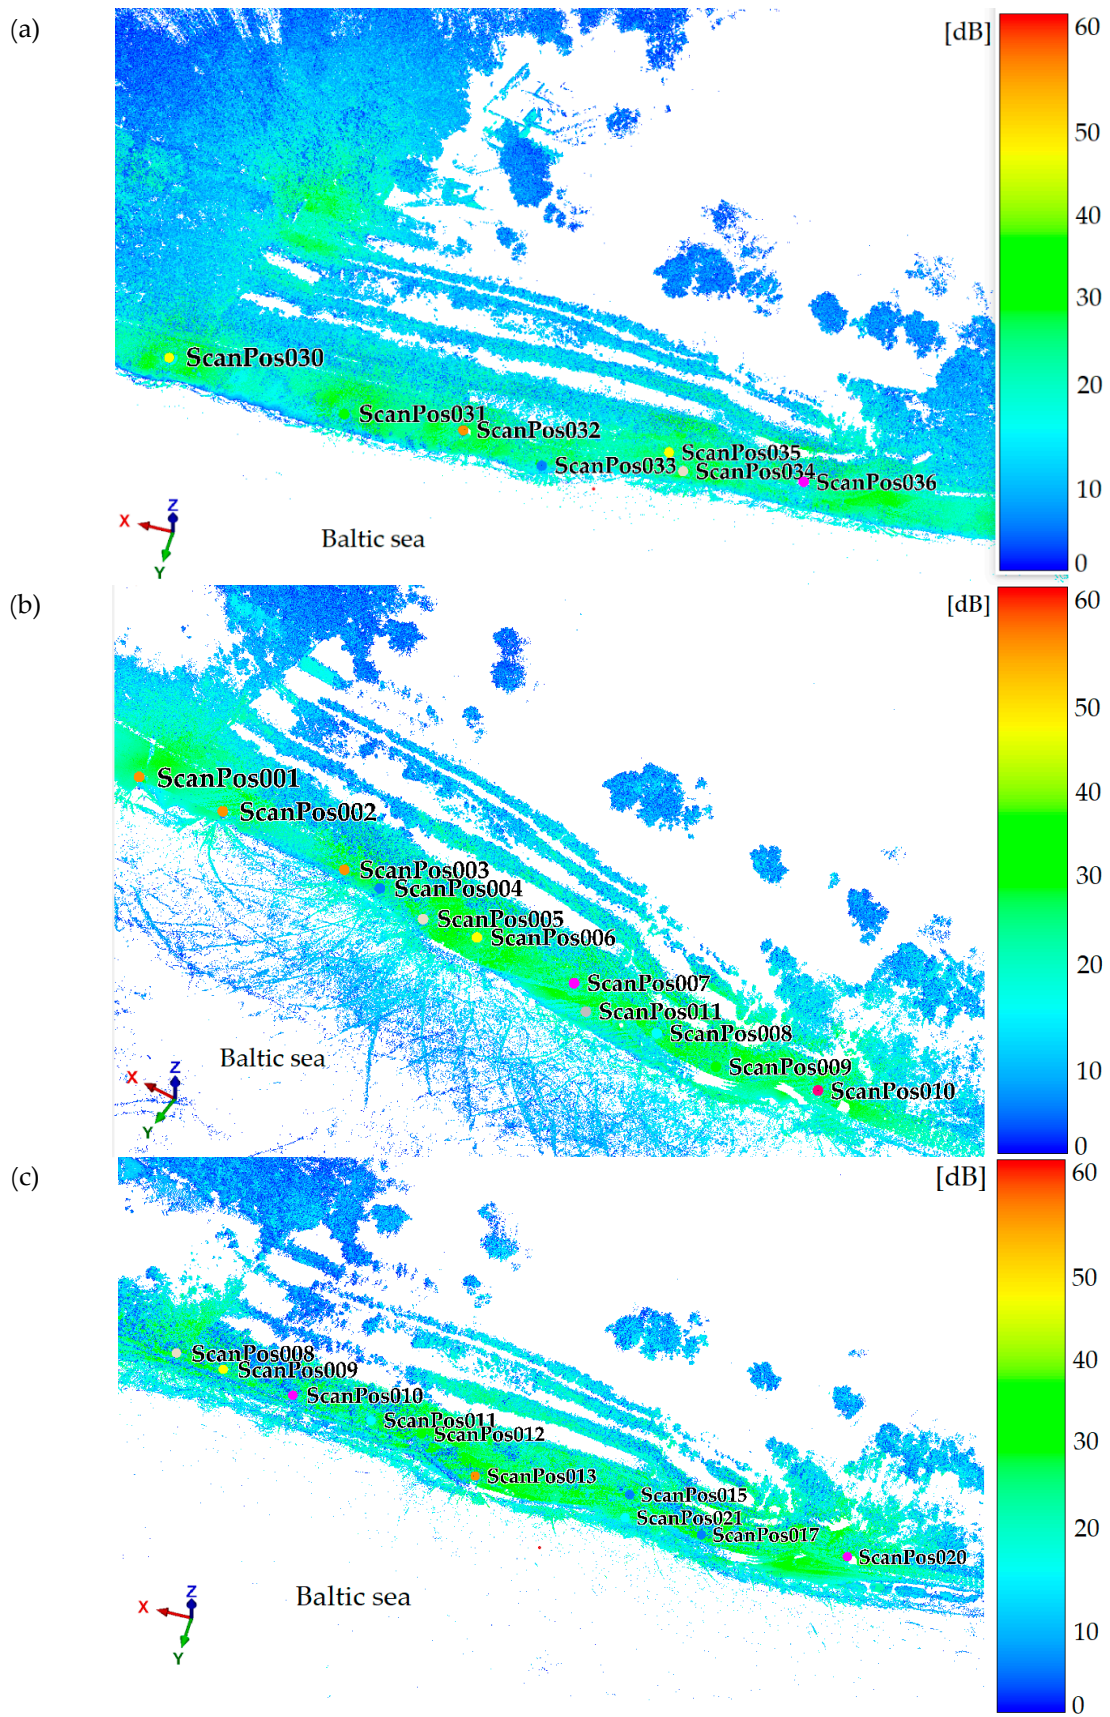 (a)
[dB]
60
50
40
30
20
10
0
ScanPos030
ScanPos031
ScanPos032
ScanPos033
ScanPos035
ScanPos034
ScanPos036
X
Z
Y
Baltic sea
(b)
[dB]
60
50
40
30
20
10
0
ScanPos001
ScanPos002
ScanPos003
ScanPos004
ScanPos005
ScanPos006
ScanPos007
ScanPos011
ScanPos008
ScanPos009
ScanPos010
Baltic sea
X
Z
Y
(c)
[dB]
60
50
40
30
20
10
0
ScanPos008
ScanPos009
ScanPos010
ScanPos011
ScanPos012
ScanPos013
ScanPos015
ScanPos021
ScanPos017
ScanPos020
X
Z
Y
Baltic sea